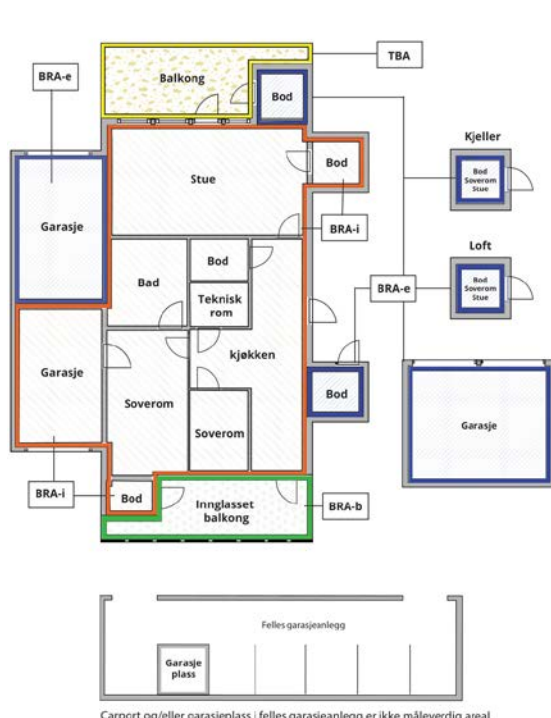 TBA
BRA-e
Balkong
Bod
Kjeller
Stue
Bod
Bod
Soverom
Stue
BRA-i
Garasje
Loft
Bad
Bod
Bod
Soverom
Stue
BRA-e
Teknisk
rom
Garasje
kjøkken
Bod
Soverom
Soverom
Garasje
BRA-i
Bod
Innglasset
balkong
BRA-b
Felles garasjeanlegg
Garasje
plass
Carport og/eller garasjeplass i felles garasjeanlegg er ikke måleverdig areal